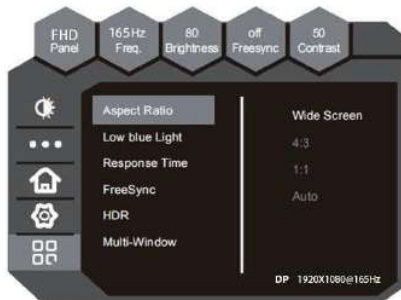 FHD
Panel
165Hz
Freq.
80
Brightness
off
Freesync
50
Contrast
Aspect Ratio
Low blue Light
Response Time
FreeSync
HDR
Multi-Window
Wide Screen
4:3
1:1
Auto
DP 1920X1080@165Hz